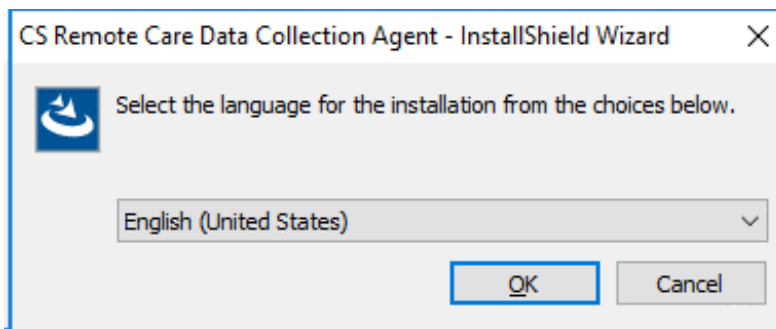 CS Remote Care Data Collection Agent - InstallShield Wizard
Select the language for the installation from the choices below.
English (United States)
OK Cancel